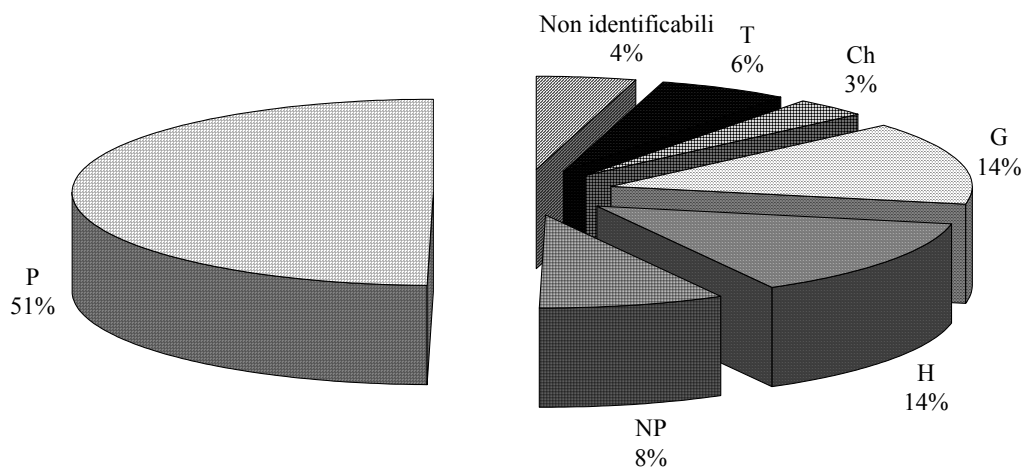 Non identificabili
4%
T
6%
Ch
3%
G
14%
P
51%
H
14%
NP
8%